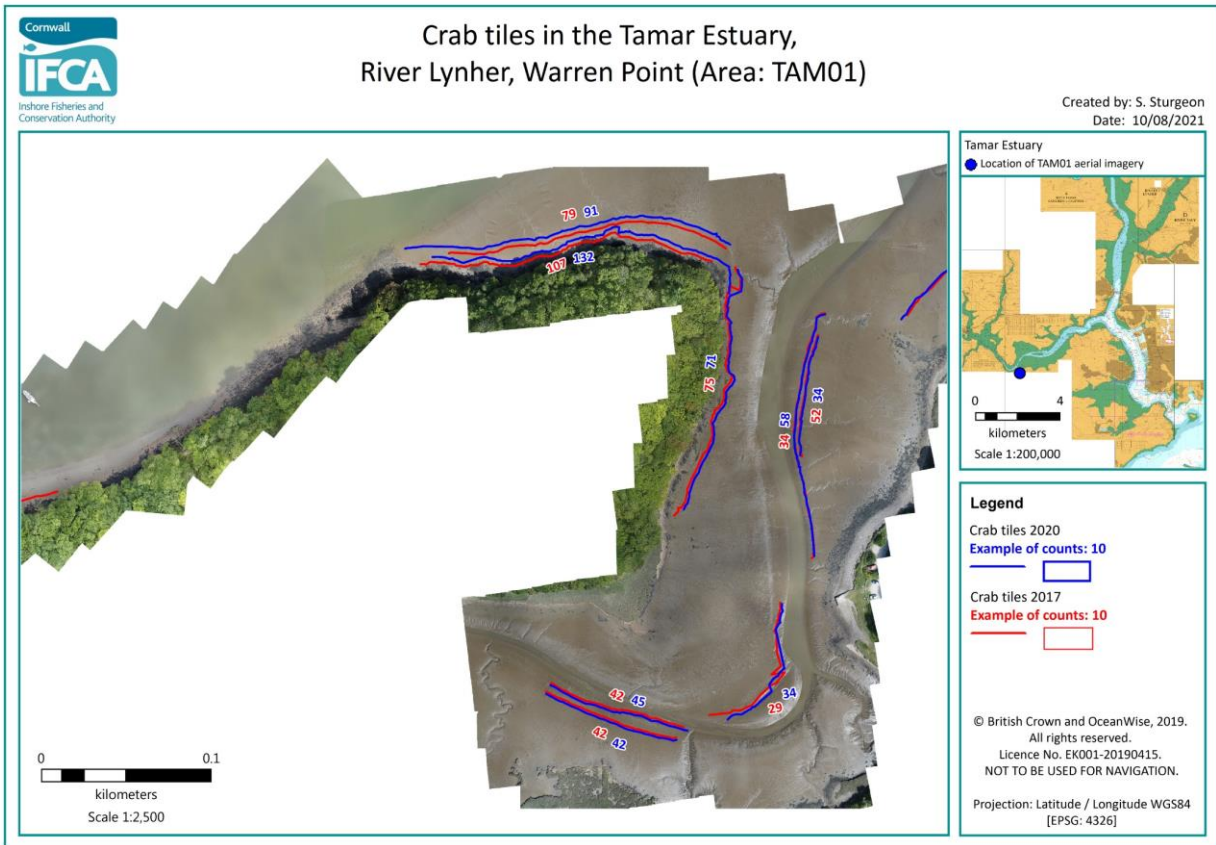 Cornwall
IFCA
Inshore Fisheries and
Conservation Authority
Crab tiles in the Tamar Estuary,
River Lynher, Warren Point (Area: TAM01)
Created by: S. Sturgeon
Date: 10/08/2021
79 91
107 132
75 71
34 58
52 34
29 34
42 45
42 42
0 0.1
kilometers
Scale 1:2,500
Tamar Estuary
Location of TAM01 aerial imagery
0 4
kilometers
Scale 1:200,000
Legend
Crab tiles 2020
Example of counts: 10
Crab tiles 2017
Example of counts: 10
© British Crown and OceanWise, 2019.
All rights reserved.
Licence No. EK001-20190415.
NOT TO BE USED FOR NAVIGATION.
Projection: Latitude / Longitude WGS84
[EPSG: 4326]